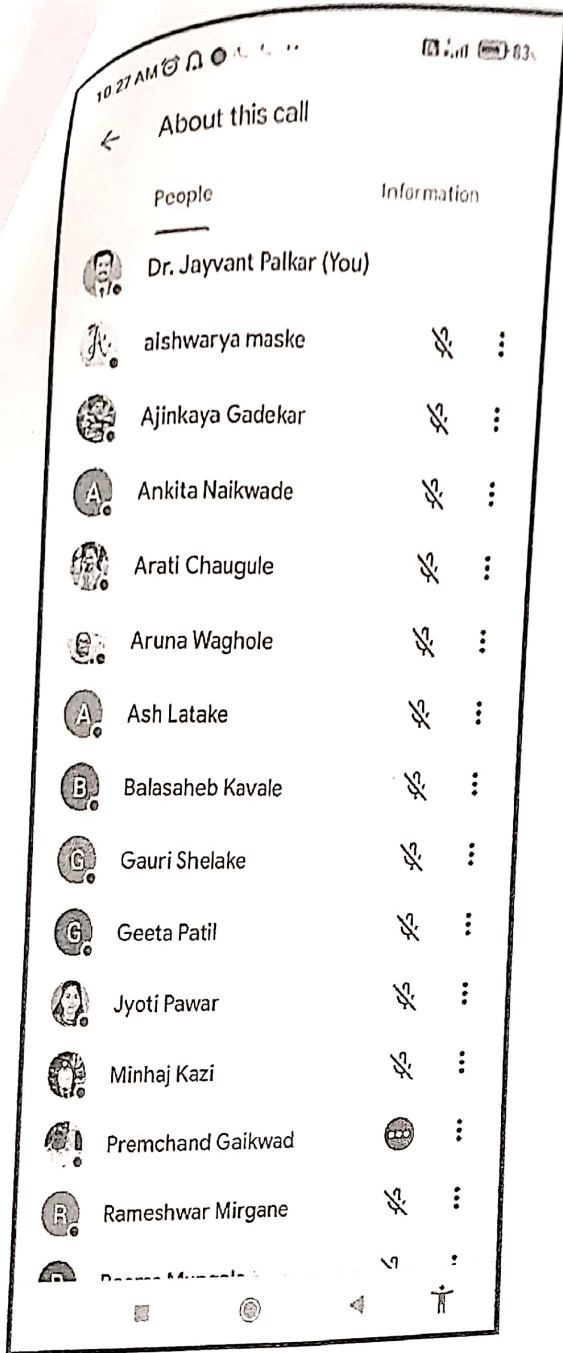 10:27 AM
83
About this call
People Information
Dr. Jayvant Palkar (You)
aishwarya maske
Ajinkaya Gadekar
A Ankita Naikwade
Arati Chaugule
Aruna Waghole
A Ash Latake
B Balasaheb Kavale
G Gauri Shelake
G Geeta Patil
Jyoti Pawar
Minhaj Kazi
Premchand Gaikwad
R Rameshwar Mirgane